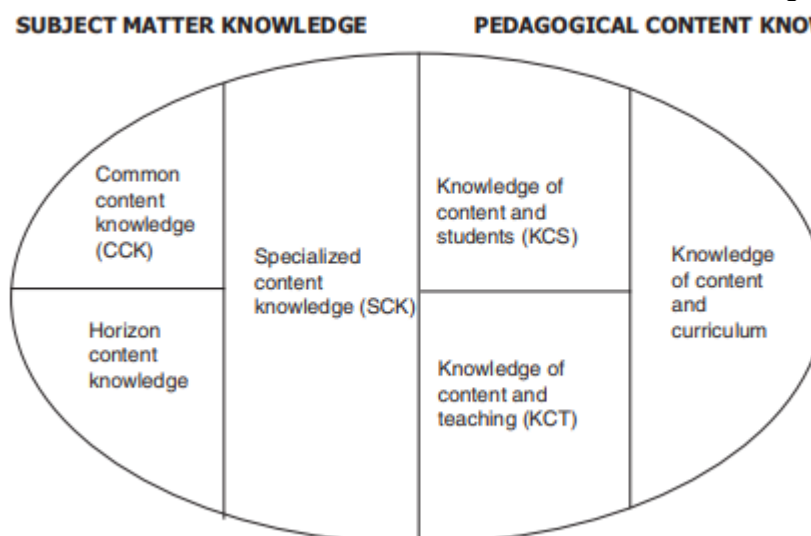 SUBJECT MATTER KNOWLEDGE
PEDAGOGICAL CONTENT KNOW
Common
content
knowledge
(CCK)
Horizon
content
knowledge
Specialized
content
knowledge (SCK)
Knowledge of
content and
students (KCS)
Knowledge of
content and
teaching (KCT)
Knowledge
of content
and
curriculum